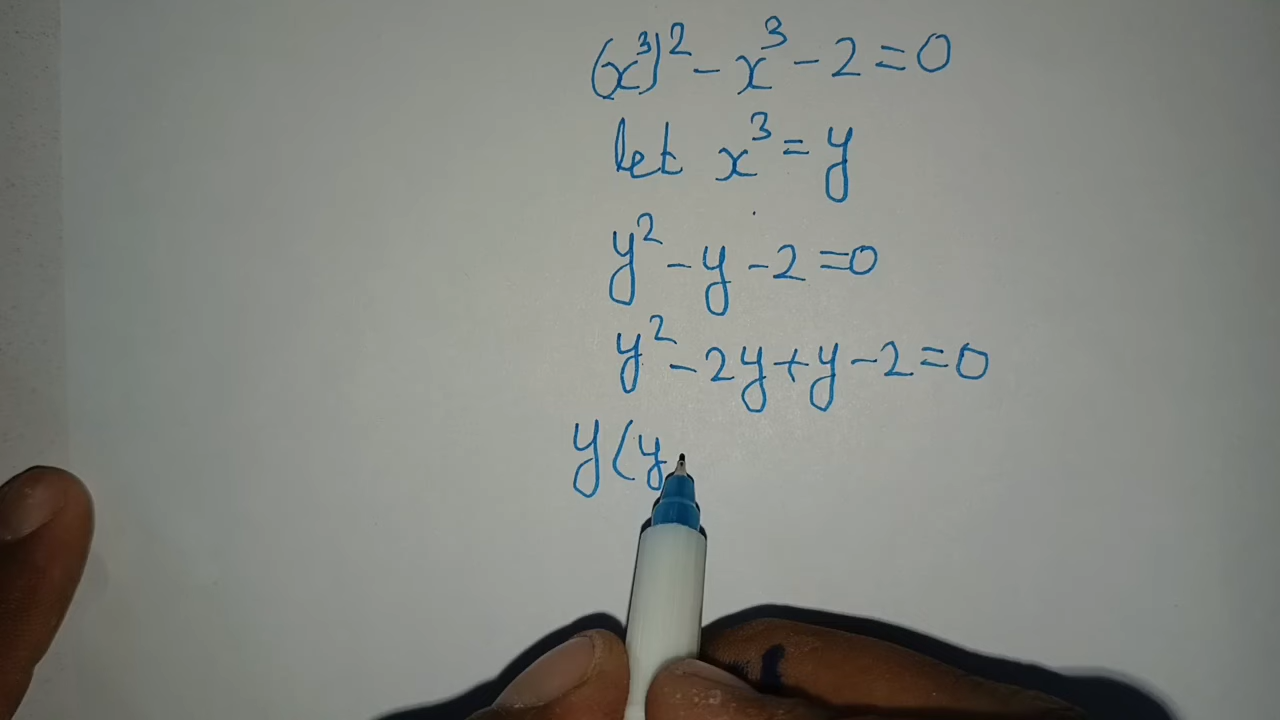 (x³)² - x³ - 2 = 0
let x³ = y
y² - y - 2 = 0
y² - 2y + y - 2 = 0
y(y